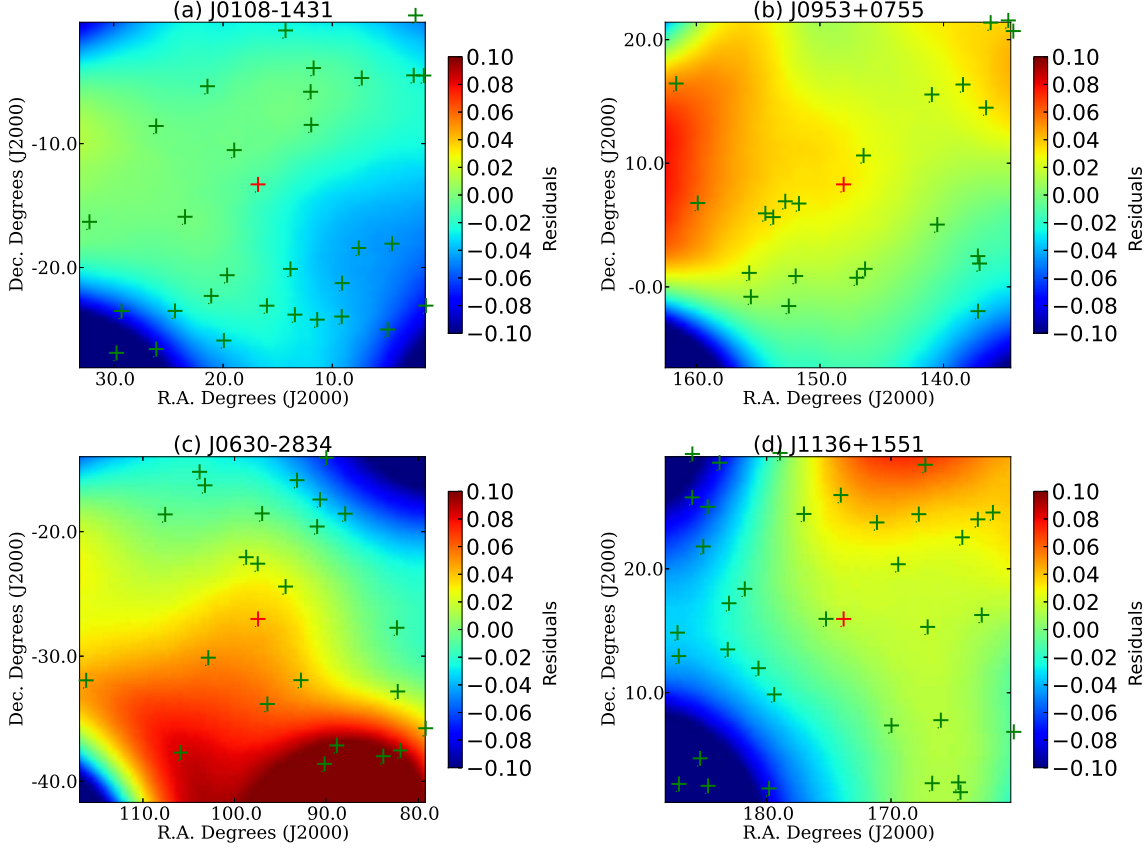 (a) J0108-1431
Dec. Degrees (J2000)
-10.0
-20.0
30.0 20.0 10.0
R.A. Degrees (J2000)
0.10
0.08
0.06
0.04
0.02
0.00
−0.02
−0.04
−0.06
−0.08
−0.10
Residuals
(b) J0953+0755
Dec. Degrees (J2000)
20.0
10.0
-0.0
160.0 150.0 140.0
R.A. Degrees (J2000)
0.10
0.08
0.06
0.04
0.02
0.00
−0.02
−0.04
−0.06
−0.08
−0.10
Residuals
(c) J0630-2834
Dec. Degrees (J2000)
-20.0
-30.0
-40.0
110.0 100.0 90.0 80.0
R.A. Degrees (J2000)
0.10
0.08
0.06
0.04
0.02
0.00
−0.02
−0.04
−0.06
−0.08
−0.10
Residuals
(d) J1136+1551
Dec. Degrees (J2000)
20.0
10.0
180.0 170.0
R.A. Degrees (J2000)
0.10
0.08
0.06
0.04
0.02
0.00
−0.02
−0.04
−0.06
−0.08
−0.10
Residuals